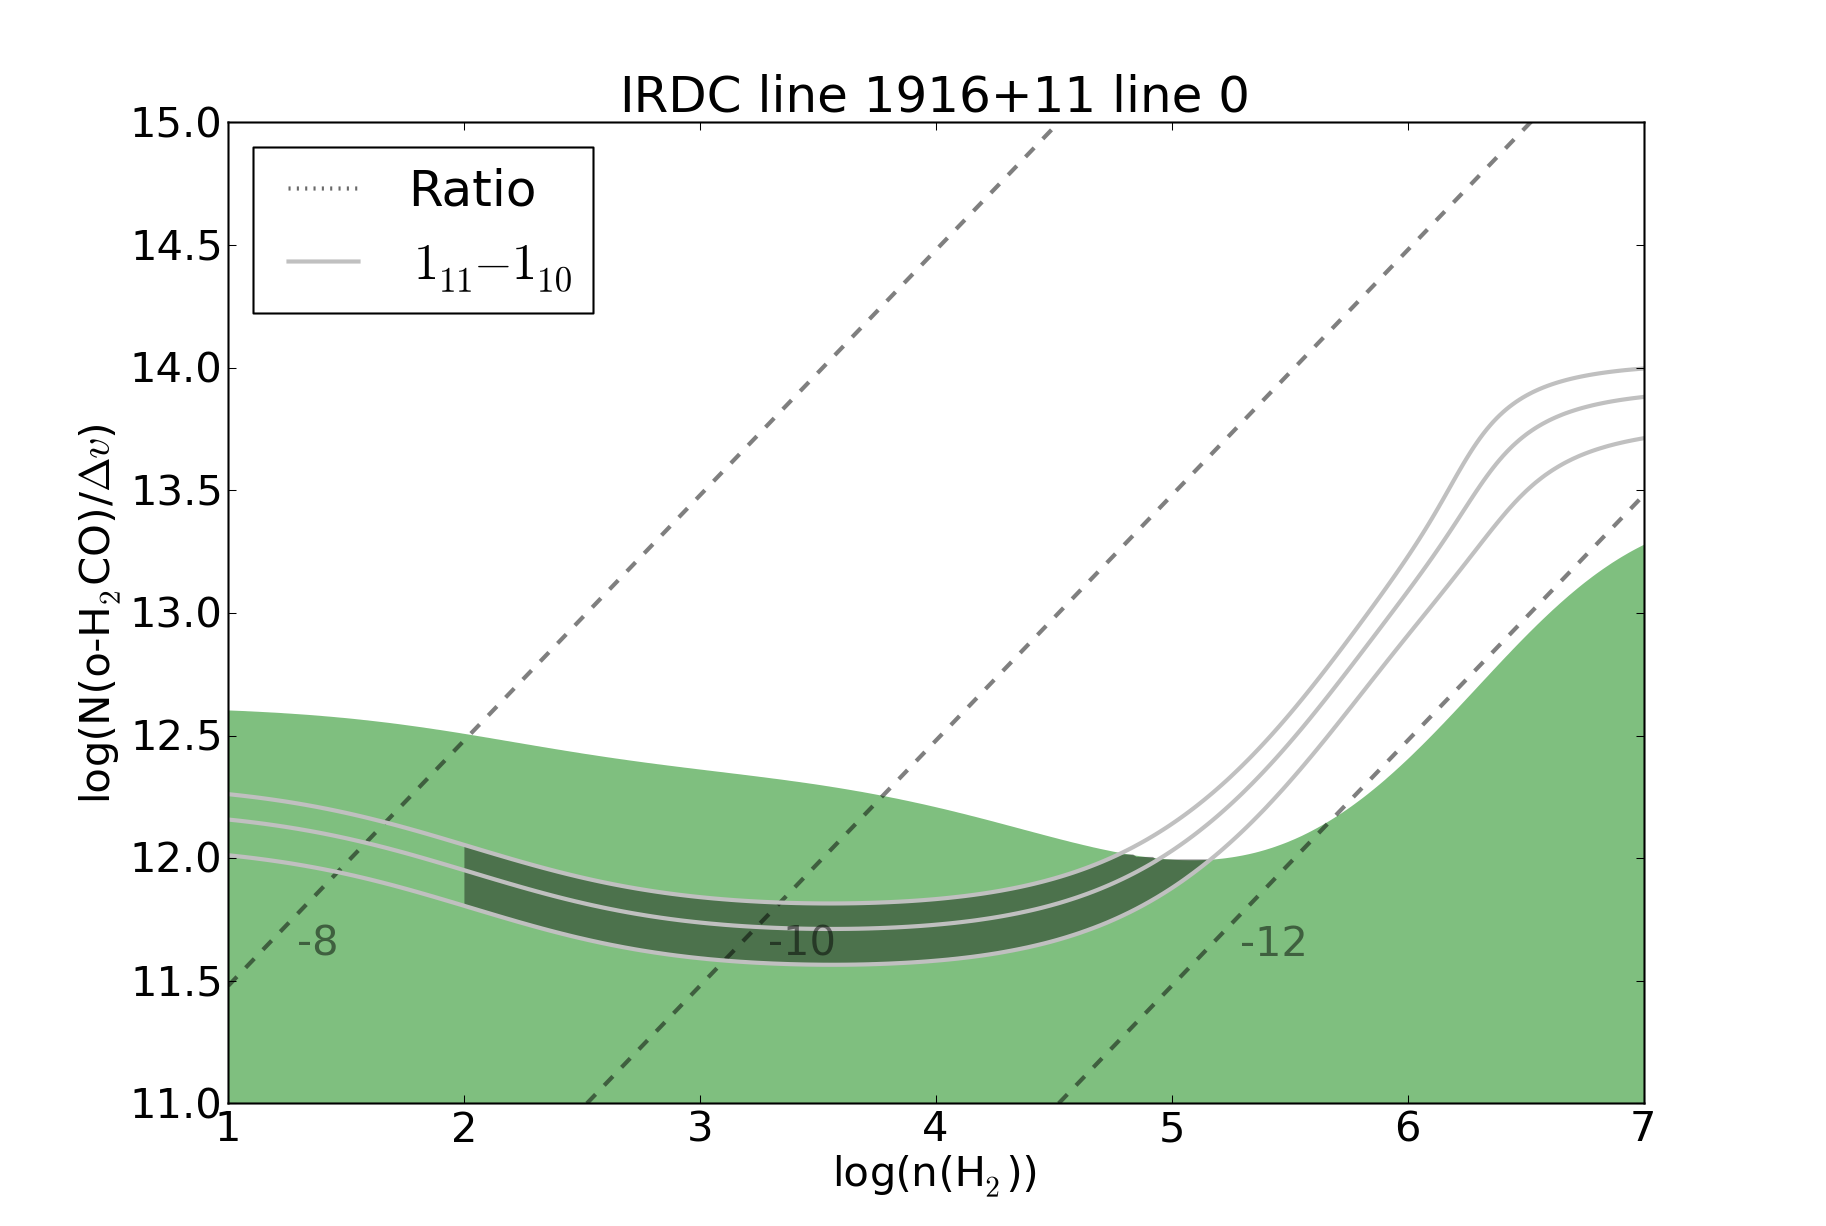 IRDC line 1916+11 line 0
Ratio
1₁₁−1₁₀
log(N(o-H₂CO)/Δv)
15.0
14.5
14.0
13.5
13.0
12.5
12.0
11.5
11.0
-8
-10
-12
1 2 3 4 5 6 7
log(n(H₂))